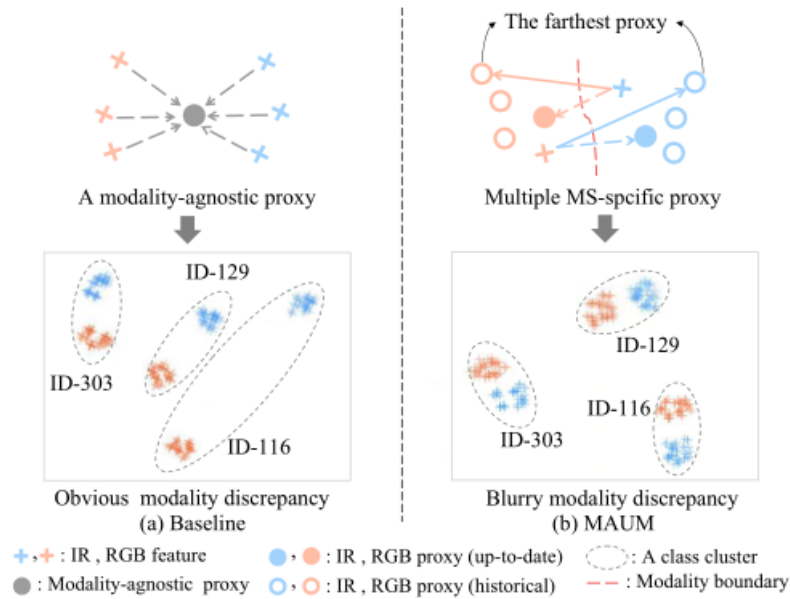 The farthest proxy
A modality-agnostic proxy
Multiple MS-spcific proxy
ID-129
ID-303
ID-116
ID-129
ID-116
ID-303
Obvious modality discrepancy
(a) Baseline
Blurry modality discrepancy
(b) MAUM
, : IR , RGB feature
, : IR , RGB proxy (up-to-date)
: A class cluster
: Modality-agnostic proxy
, : IR , RGB proxy (historical)
: Modality boundary